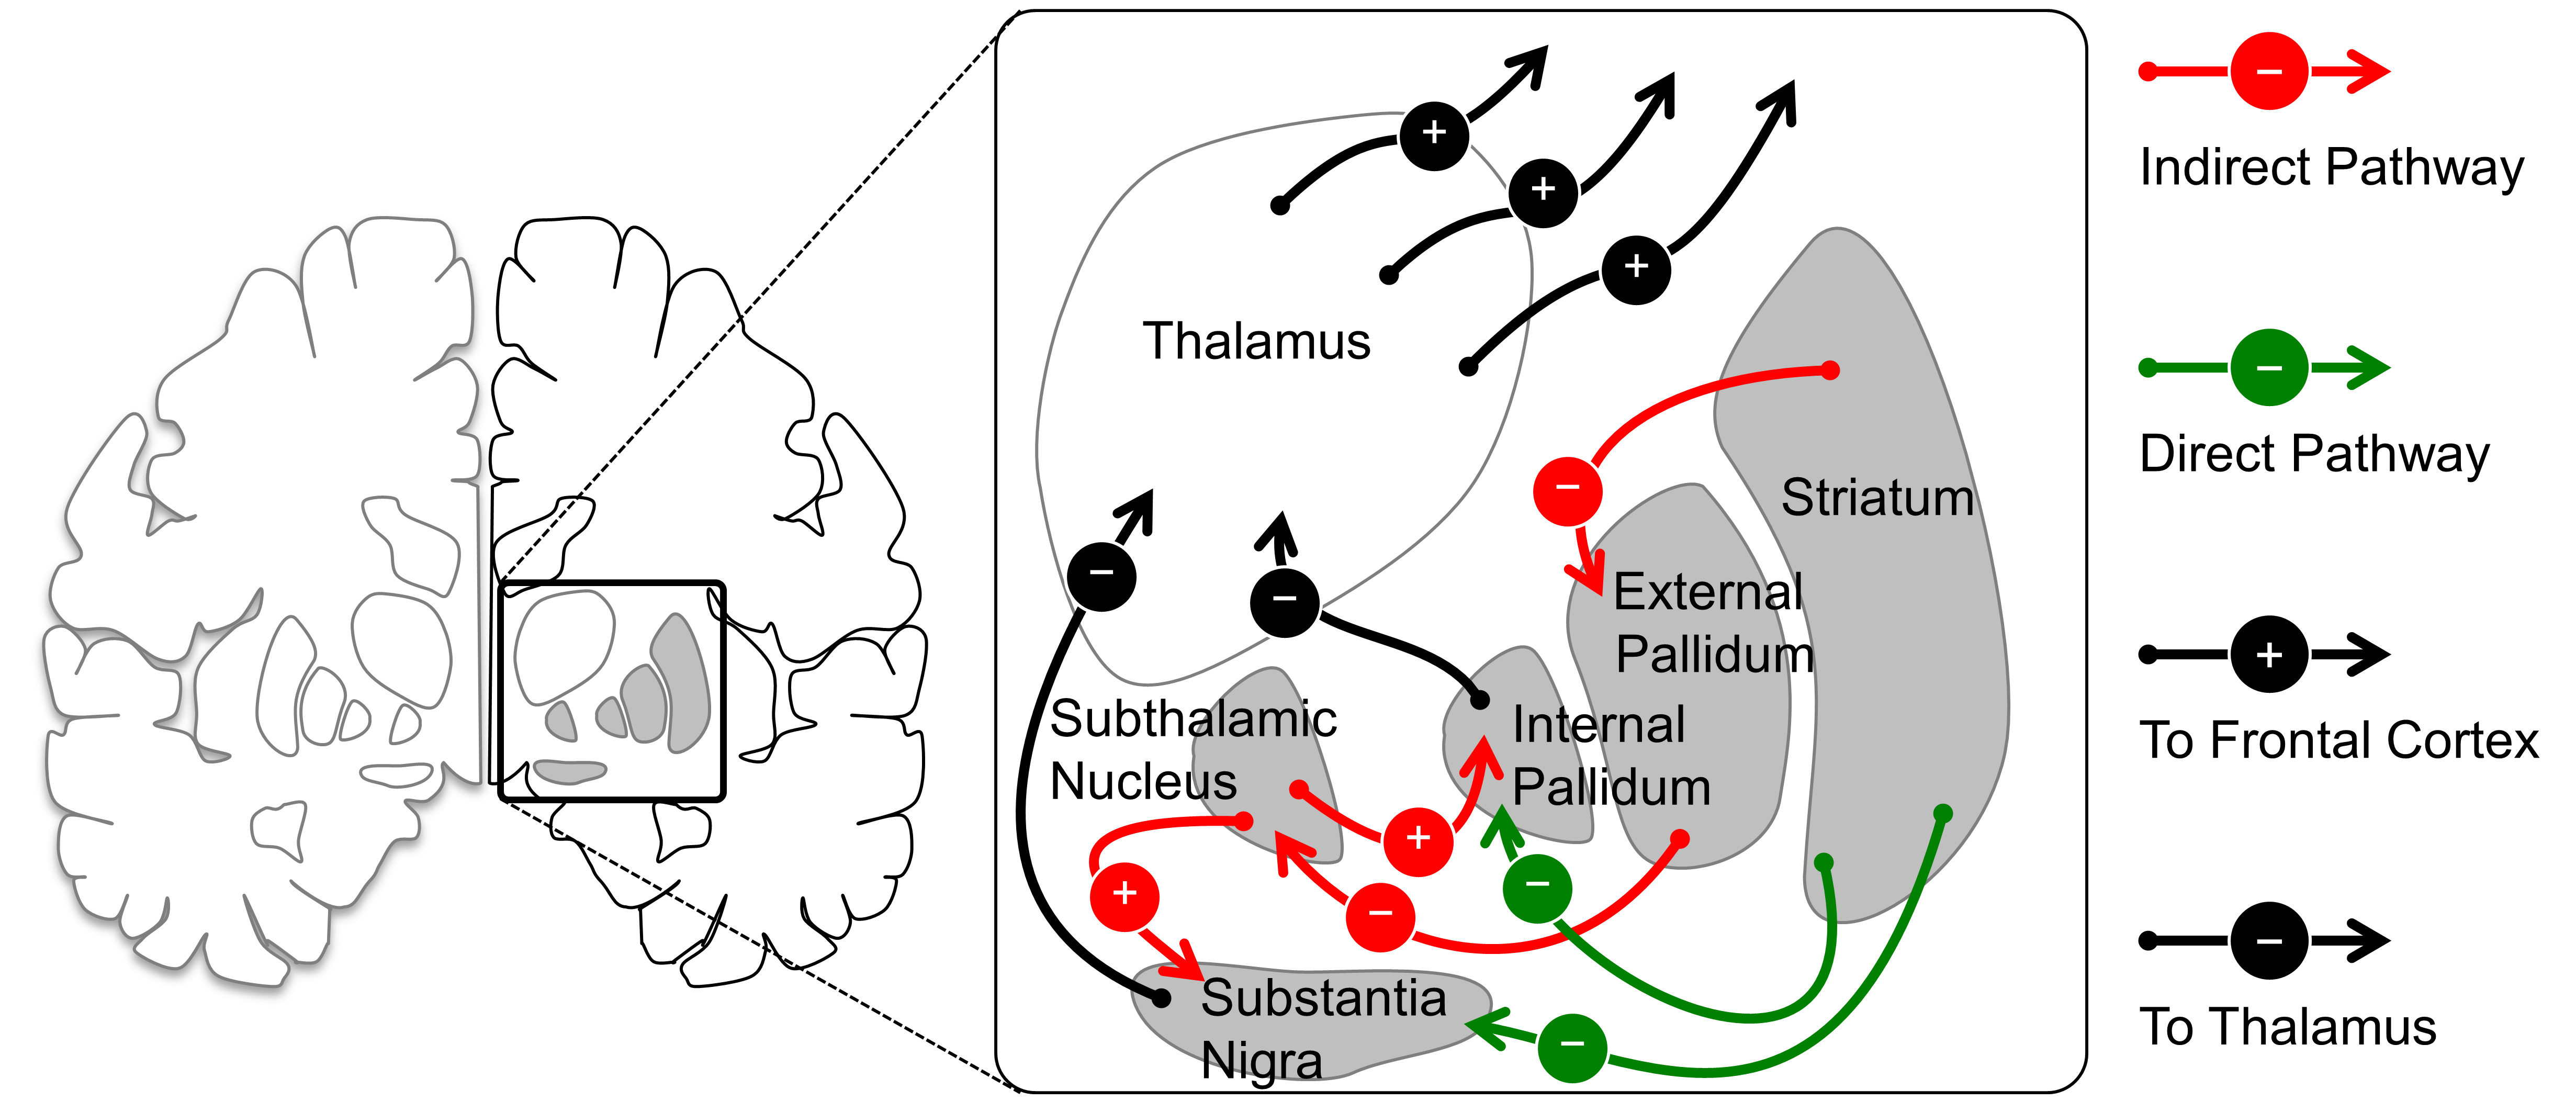 Thalamus
Striatum
External
Pallidum
Subthalamic
Nucleus
Internal
Pallidum
Substantia
Nigra
+
+
+
−
−
−
+
+
−
−
−
−
Indirect Pathway
−
Direct Pathway
+
To Frontal Cortex
−
To Thalamus